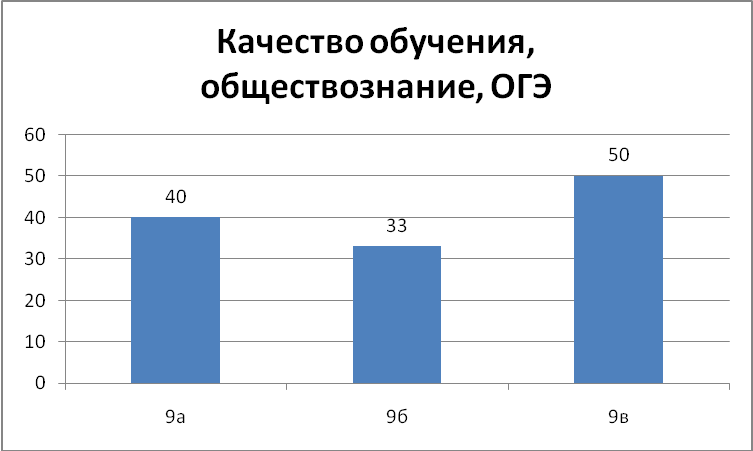 Качество обучения,
обществознание, ОГЭ
60
50
40
30
20
10
0
40
33
50
9а
9б
9в